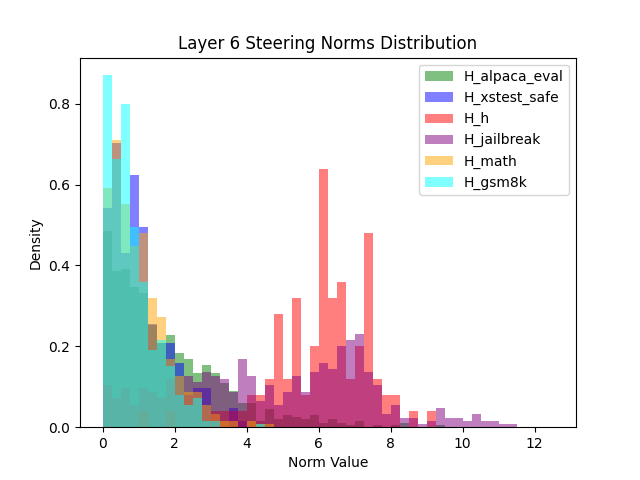 Layer 6 Steering Norms Distribution
H_alpaca_eval
H_xstest_safe
H_h
H_jailbreak
H_math
H_gsm8k
Density
0.8
0.6
0.4
0.2
0.0
0 2 4 6 8 10 12
Norm Value